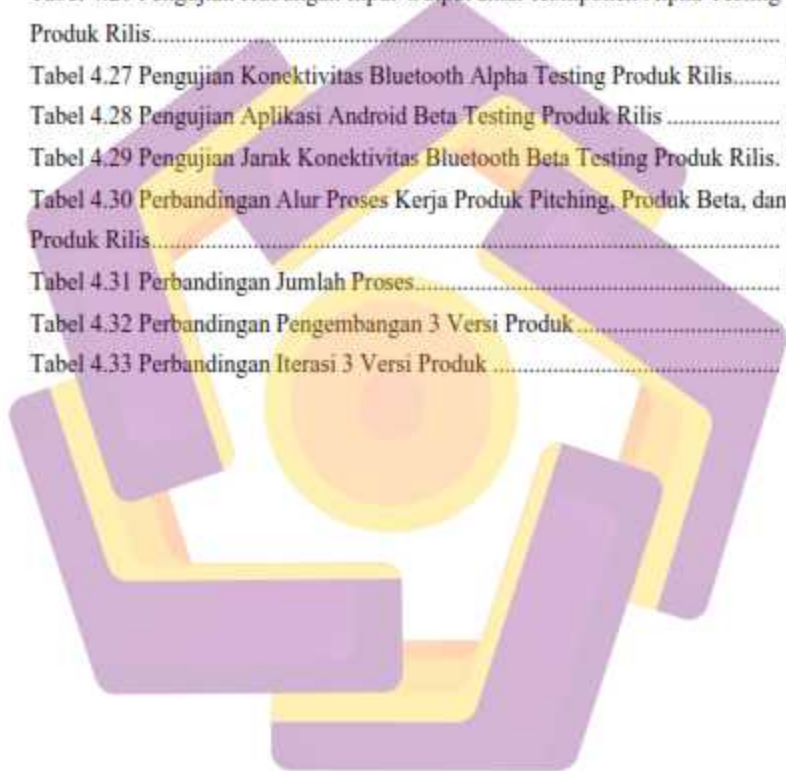 Produk Rilis.......................................................................................................
Tabel 4.27 Pengujian Konektivitas Bluetooth Alpha Testing Produk Rilis........
Tabel 4.28 Pengujian Aplikasi Android Beta Testing Produk Rilis ...................
Tabel 4.29 Pengujian Jarak Konektivitas Bluetooth Beta Testing Produk Rilis.
Tabel 4.30 Perbandingan Alur Proses Kerja Produk Pitching, Produk Beta, dan
Produk Rilis.......................................................................................................
Tabel 4.31 Perbandingan Jumlah Proses............................................................
Tabel 4.32 Perbandingan Pengembangan 3 Versi Produk.................................
Tabel 4.33 Perbandingan Iterasi 3 Versi Produk ...............................................